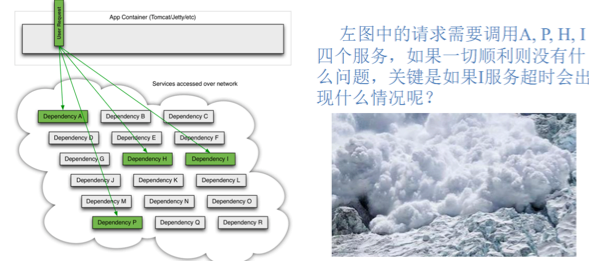 App Container (Tomcat/Jetty/etc)
User Request
Services accessed over network
Dependency A
Dependency B
Dependency C
Dependency D
Dependency E
Dependency F
Dependency G
Dependency H
Dependency I
Dependency J
Dependency K
Dependency L
Dependency M
Dependency N
Dependency O
Dependency P
Dependency Q
Dependency R
左图中的请求需要调用A, P, H, I
四个服务，如果一切顺利则没有什
么问题，关键是如果I服务超时会出
现什么情况呢？